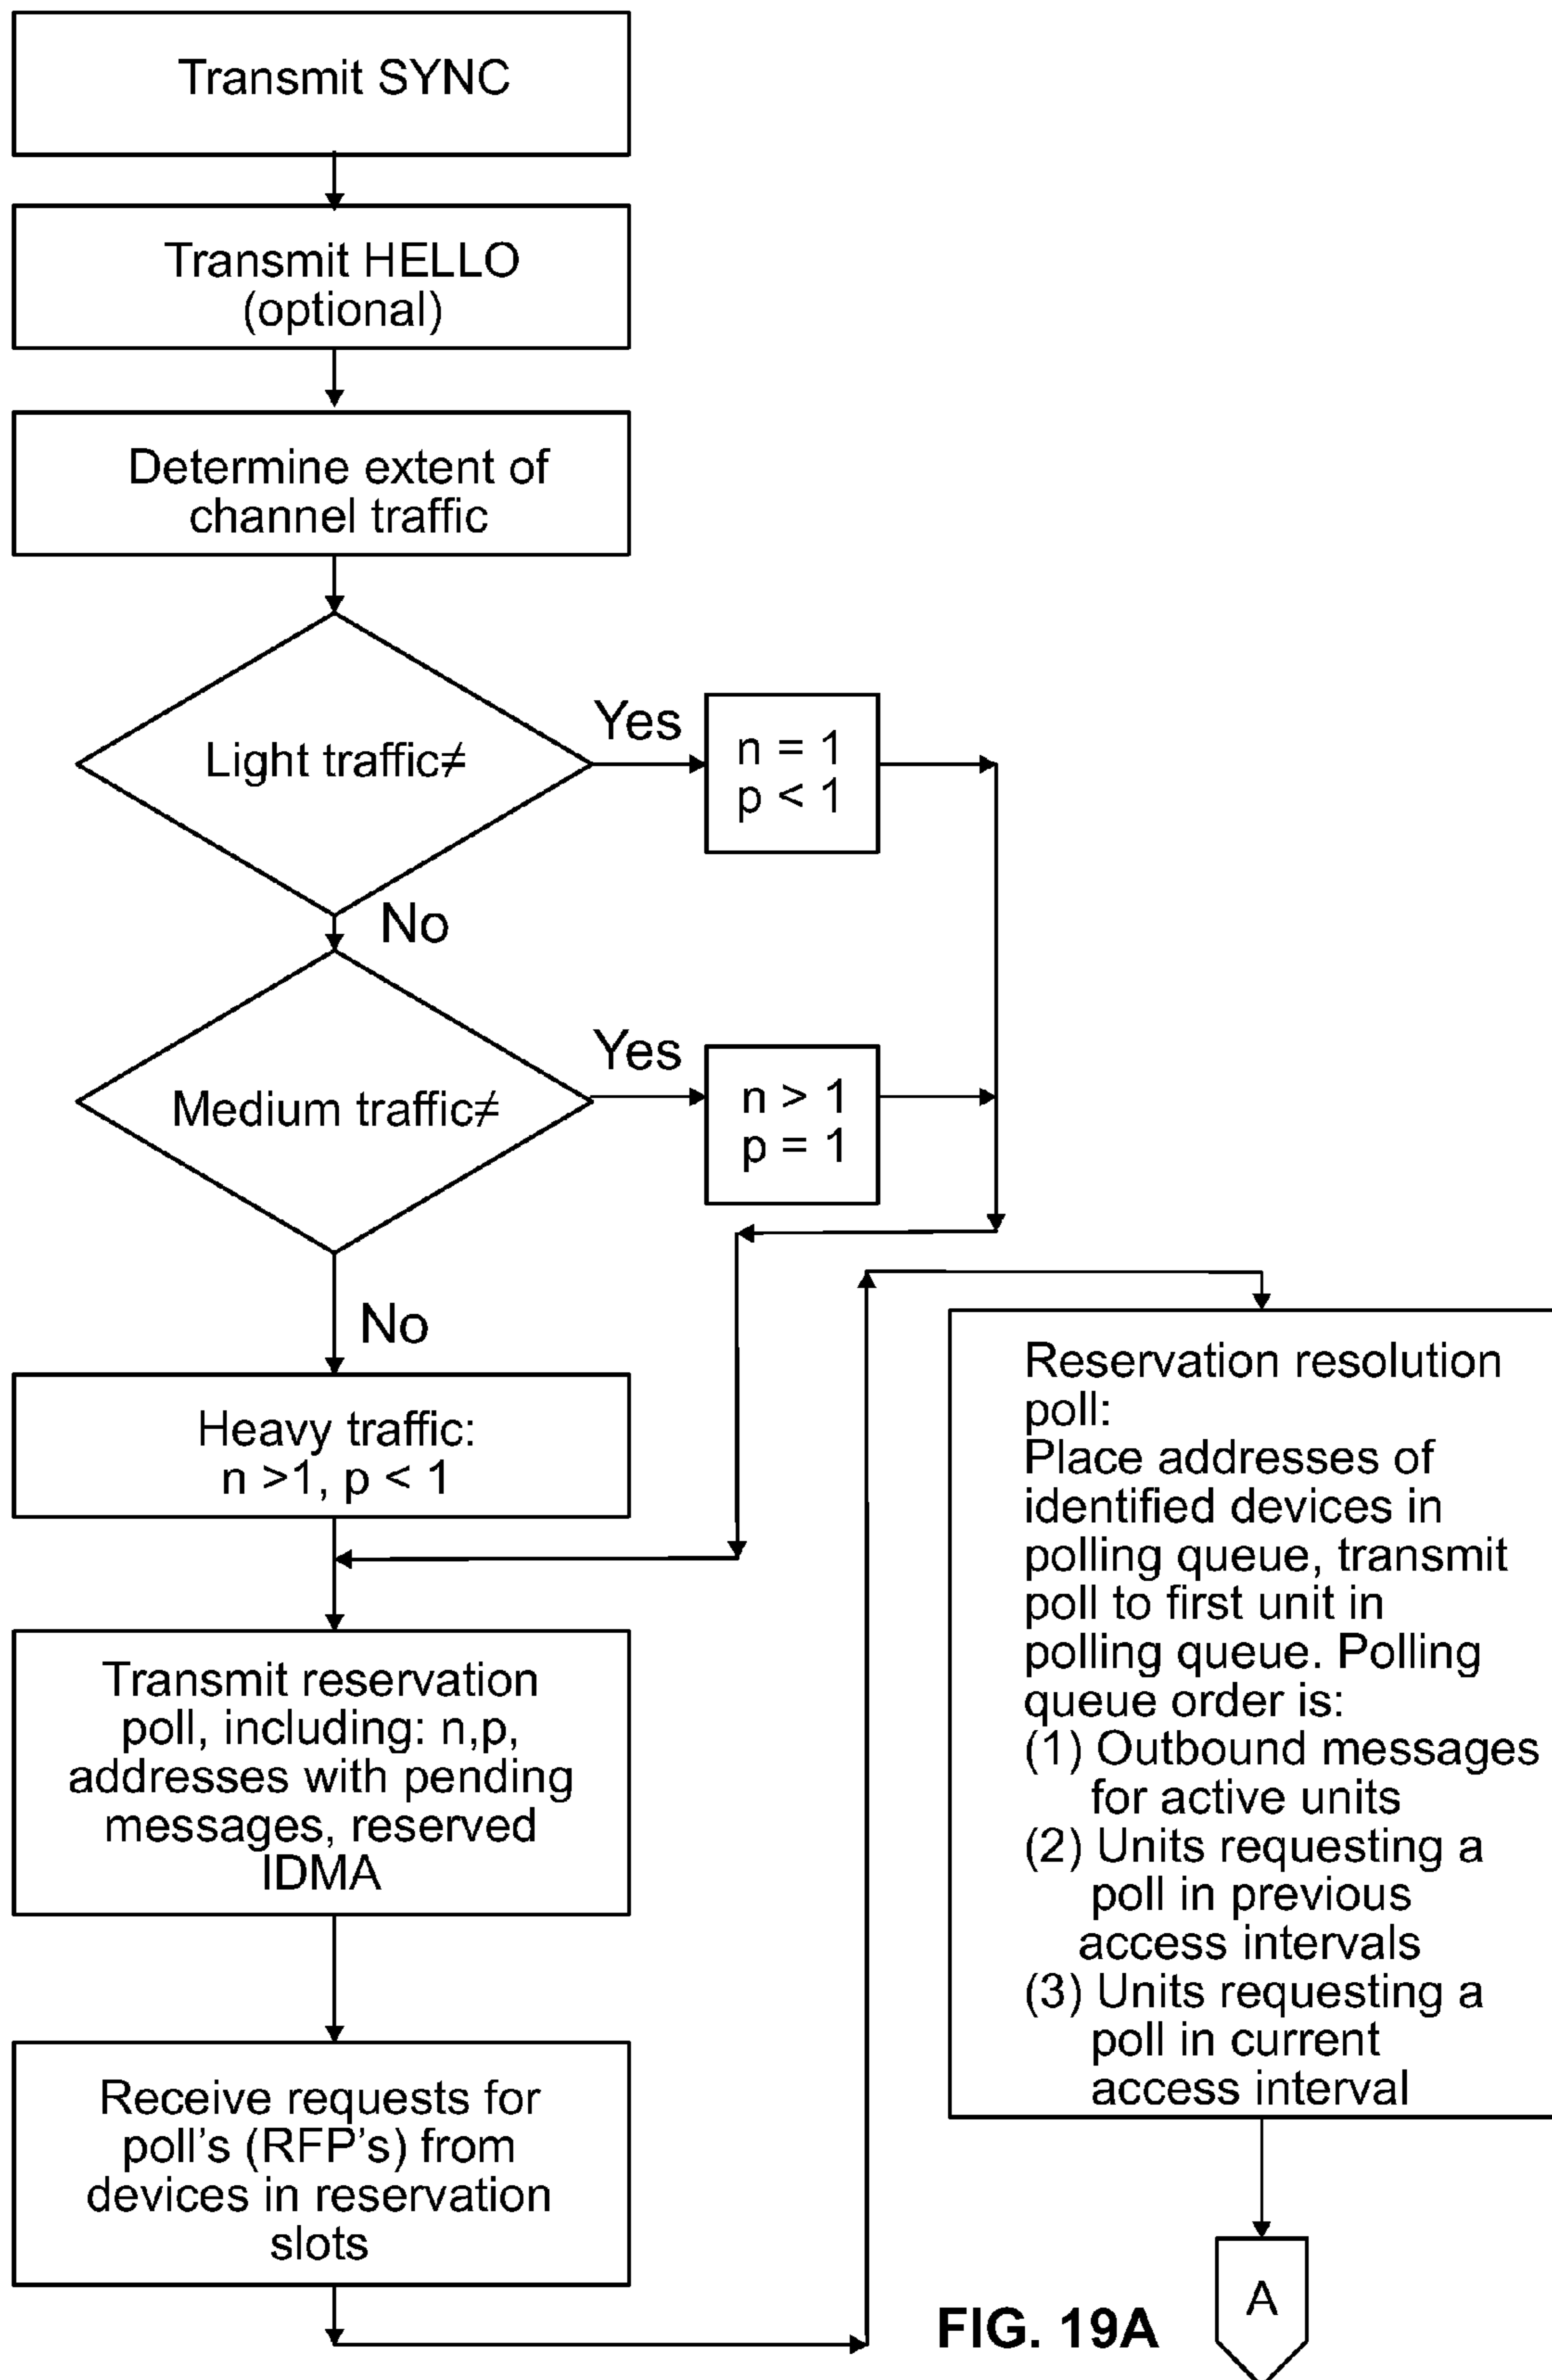 Transmit SYNC
Transmit HELLO
(optional)
Determine extent of
channel traffic
Light traffic≠
Yes
n = 1
p < 1
No
Medium traffic≠
Yes
n > 1
p = 1
No
Heavy traffic:
n >1, p < 1
Transmit reservation
poll, including: n,p,
addresses with pending
messages, reserved
IDMA
Receive requests for
poll's (RFP's) from
devices in reservation
slots
Reservation resolution
poll:
Place addresses of
identified devices in
polling queue, transmit
poll to first unit in
polling queue. Polling
queue order is:
(1) Outbound messages
for active units
(2) Units requesting a
poll in previous
access intervals
(3) Units requesting a
poll in current
access interval
A
FIG. 19A